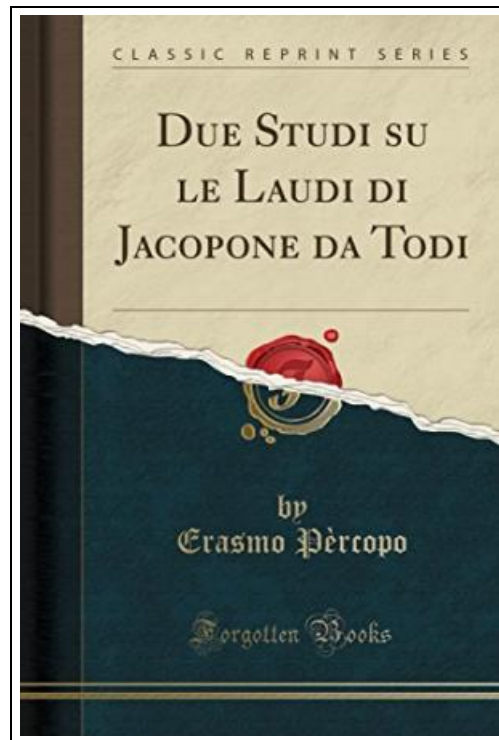 CLASSIC REPRINT SERIES
DUE STUDI SU
LE LAUDI DI
JACOPONE DA TODI
by
Erasmo Pèrcopo
Forgotten Books